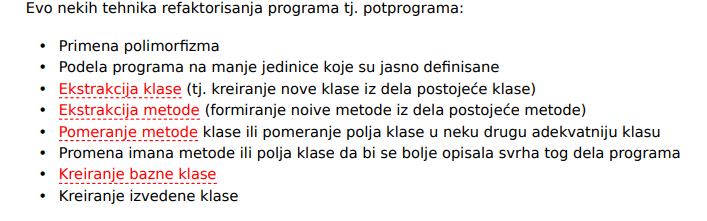 Evo nekih tehnika refaktorisanja programa tj. potprograma:
• Primena polimorfizma
• Podela programa na manje jedinice koje su jasno definisane
• Ekstrakcija klase (tj. kreiranje nove klase iz dela postojeće klase)
• Ekstrakcija metode (formiranje noive metode iz dela postojeće metode)
• Pomeranje metode klase ili pomeranje polja klase u neku drugu adekvatniju klasu
• Promena imana metode ili polja klase da bi se bolje opisala svrha tog dela programa
• Kreiranje bazne klase
• Kreiranje izvedene klase